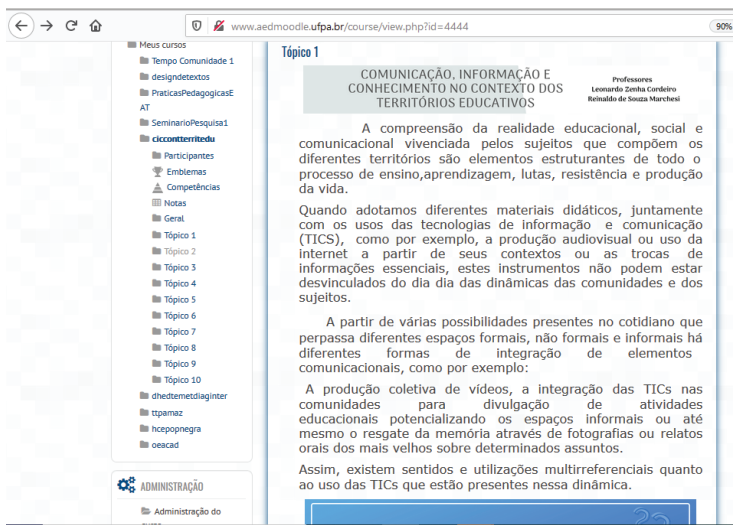 www.aedmoodle.ufpa.br/course/view.php?id=4444
90%
Meus cursos
Tempo Comunidade 1
designdetextos
PraticasPedagogicasE
AT
SeminarioPesquisa1
ciccontterritedu
Participantes
Emblemas
Competências
Notas
Geral
Tópico 1
Tópico 2
Tópico 3
Tópico 4
Tópico 5
Tópico 6
Tópico 7
Tópico 8
Tópico 9
Tópico 10
dhedtemetdiaginter
ttpamaz
hcepopnegra
oeacad
ADMINISTRAÇÃO
Administração do
Tópico 1
COMUNICAÇÃO, INFORMAÇÃO E
CONHECIMENTO NO CONTEXTO DOS
TERRITÓRIOS EDUCATIVOS
Professores
Leonardo Zenha Cordeiro
Reinaldo de Souza Marchesi
A compreensão da realidade educacional, social e
comunicacional vivenciada pelos sujeitos que compõem os
diferentes territórios são elementos estruturantes de todo o
processo de ensino,aprendizagem, lutas, resistência e produção
da vida.
Quando adotamos diferentes materiais didáticos, juntamente
com os usos das tecnologias de informação e comunicação
(TICS), como por exemplo, a produção audiovisual ou uso da
internet a partir de seus contextos ou as trocas de
informações essenciais, estes instrumentos não podem estar
desvinculados do dia dia das dinâmicas das comunidades e dos
sujeitos.
A partir de várias possibilidades presentes no cotidiano que
perpassa diferentes espaços formais, não formais e informais há
diferentes formas de integração de elementos
comunicacionais, como por exemplo:
A produção coletiva de vídeos, a integração das TICs nas
comunidades para divulgação de atividades
educacionais potencializando os espaços informais ou até
mesmo o resgate da memória através de fotografias ou relatos
orais dos mais velhos sobre determinados assuntos.
Assim, existem sentidos e utilizações multirreferenciais quanto
ao uso das TICs que estão presentes nessa dinâmica.